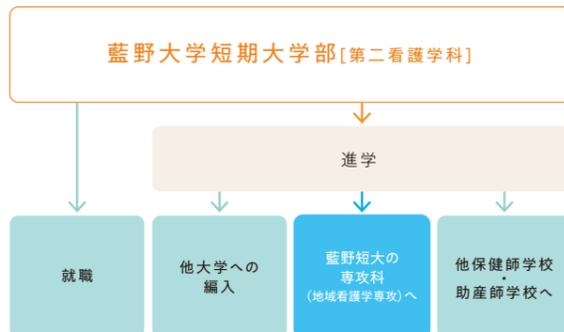 藍野大学短期大学部[第二看護学科]
進学
就職
他大学への
編入
藍野短大の
専攻科
(地域看護学専攻)へ
他保健師学校
・
助産師学校へ